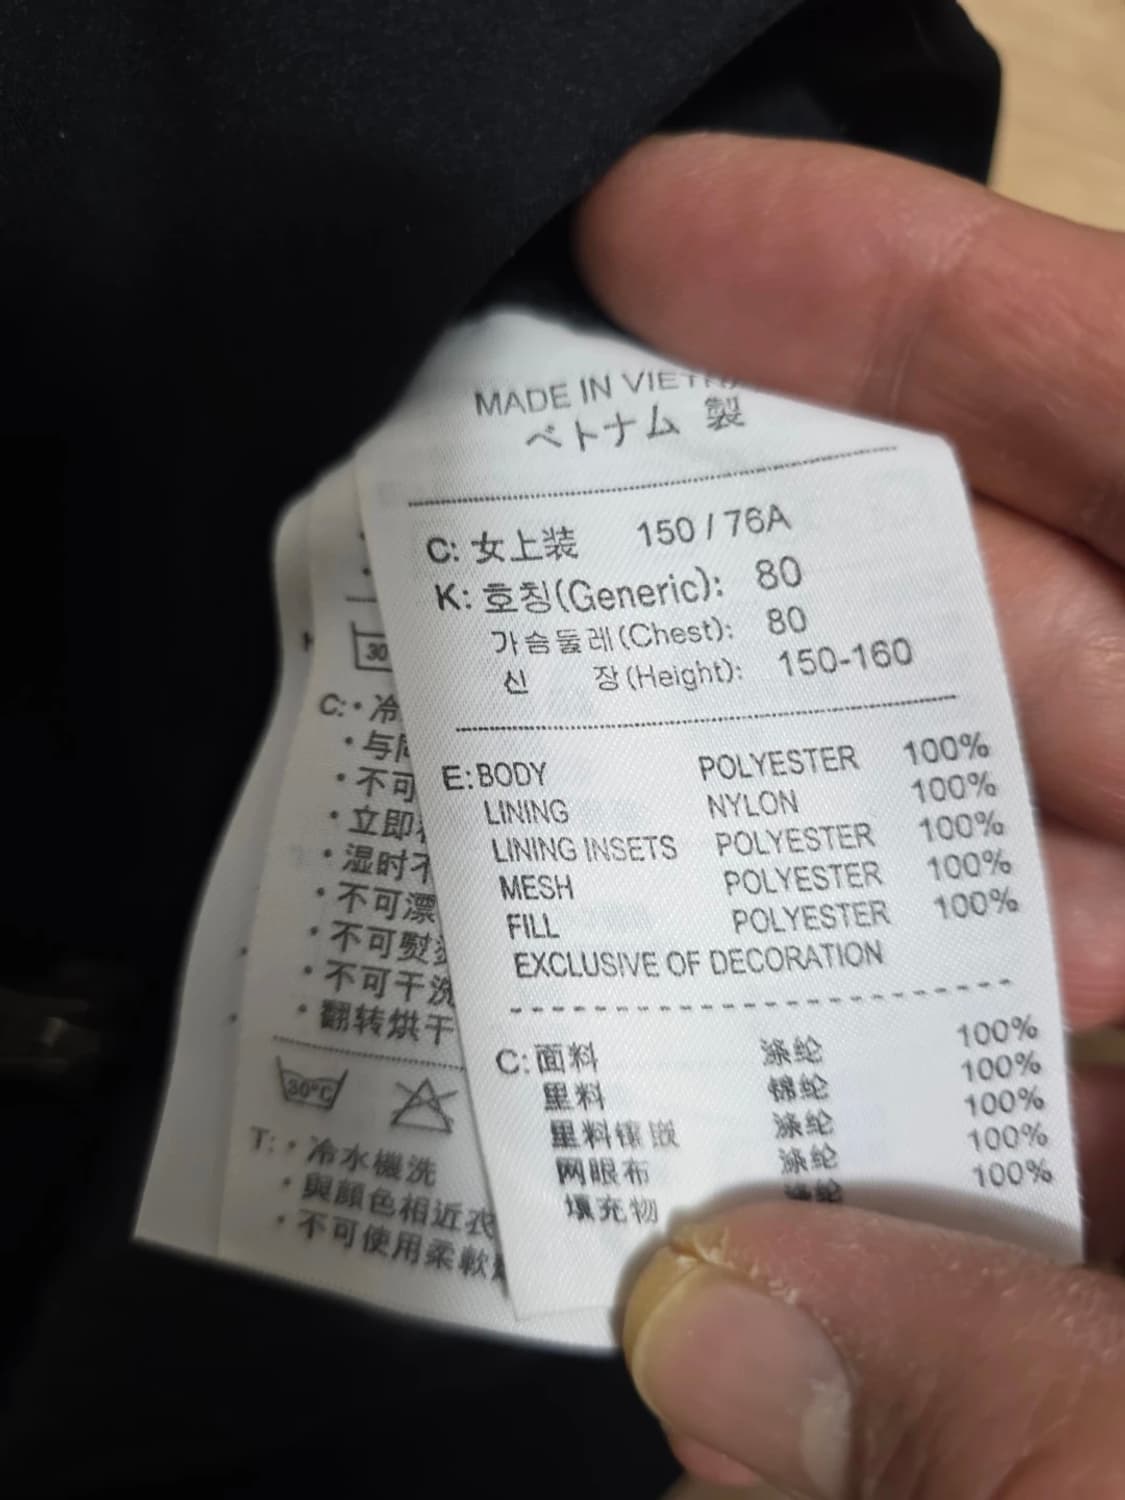 MADE IN
ベトナム 製
C: 女上装 150 / 76A
K: 호칭(Generic): 80
가슴둘레(Chest): 80
신 장(Height): 150-160
E: BODY POLYESTER 100%
LINING NYLON 100%
LINING INSETS POLYESTER 100%
MESH POLYESTER 100%
FILL POLYESTER 100%
EXCLUSIVE OF DECORATION
C: 面料 涤纶 100%
里料 锦纶 100%
里料镶嵌 涤纶 100%
网眼布 涤纶 100%
填充物 涤纶 100%
30
C: • 冷
• 与同
• 不可
• 立即
• 湿时不
• 不可漂
• 不可熨
• 不可干洗
• 翻转烘干
30°C
T: • 冷水機洗
• 與顏色相近衣
• 不可使用柔軟